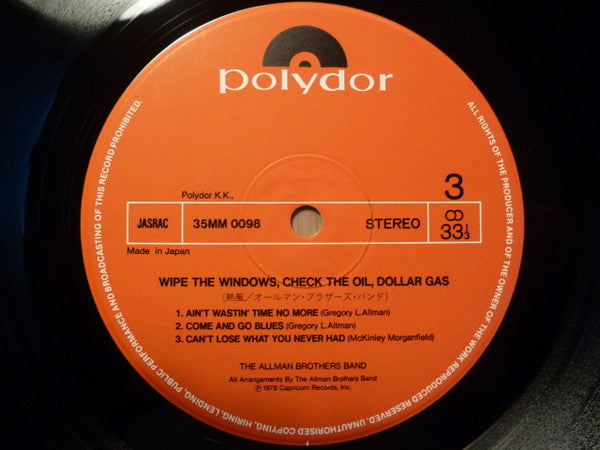 polydor
3
Polydor K.K.,
JASRAC 35MM 0098 STEREO 33 1/3
Made in Japan
WIPE THE WINDOWS, CHECK THE OIL, DOLLAR GAS
(熱風/オールマン・ブラザーズ・バンド)
1. AIN'T WASTIN' TIME NO MORE (Gregory L.Allman)
2. COME AND GO BLUES (Gregory L.Allman)
3. CAN'T LOSE WHAT YOU NEVER HAD (McKinley Morganfield)
THE ALLMAN BROTHERS BAND
All Arrangements By The Allman Brothers Band
Ⓟ1976 Capricorn Records, Inc.
ALL RIGHTS OF THE PRODUCER AND OF THE OWNER OF THE WORK REPRODUCED RESERVED. UNAUTHORISED COPYING, HIRING, LENDING, PUBLIC PERFORMANCE AND BROADCASTING OF THIS RECORD PROHIBITED.